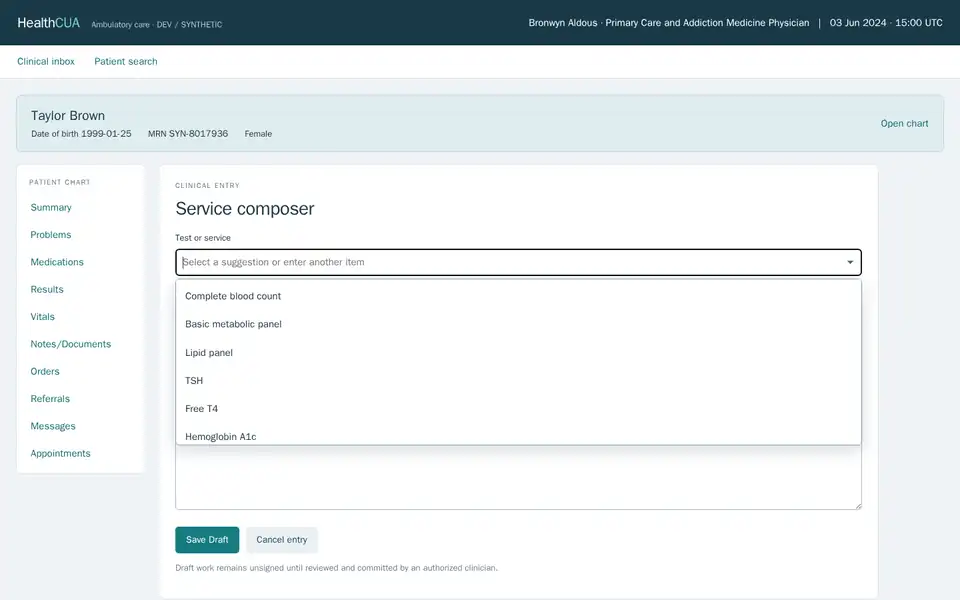 HealthCUA Ambulatory care · DEV / SYNTHETIC
Bronwyn Aldous · Primary Care and Addiction Medicine Physician | 03 Jun 2024 · 15:00 UTC
Clinical inbox Patient search
Taylor Brown
Date of birth 1999-01-25 MRN SYN-8017936 Female
Open chart
PATIENT CHART
Summary
Problems
Medications
Results
Vitals
Notes/Documents
Orders
Referrals
Messages
Appointments
CLINICAL ENTRY
Service composer
Test or service
Select a suggestion or enter another item
Complete blood count
Basic metabolic panel
Lipid panel
TSH
Free T4
Hemoglobin A1c
Save Draft Cancel entry
Draft work remains unsigned until reviewed and committed by an authorized clinician.